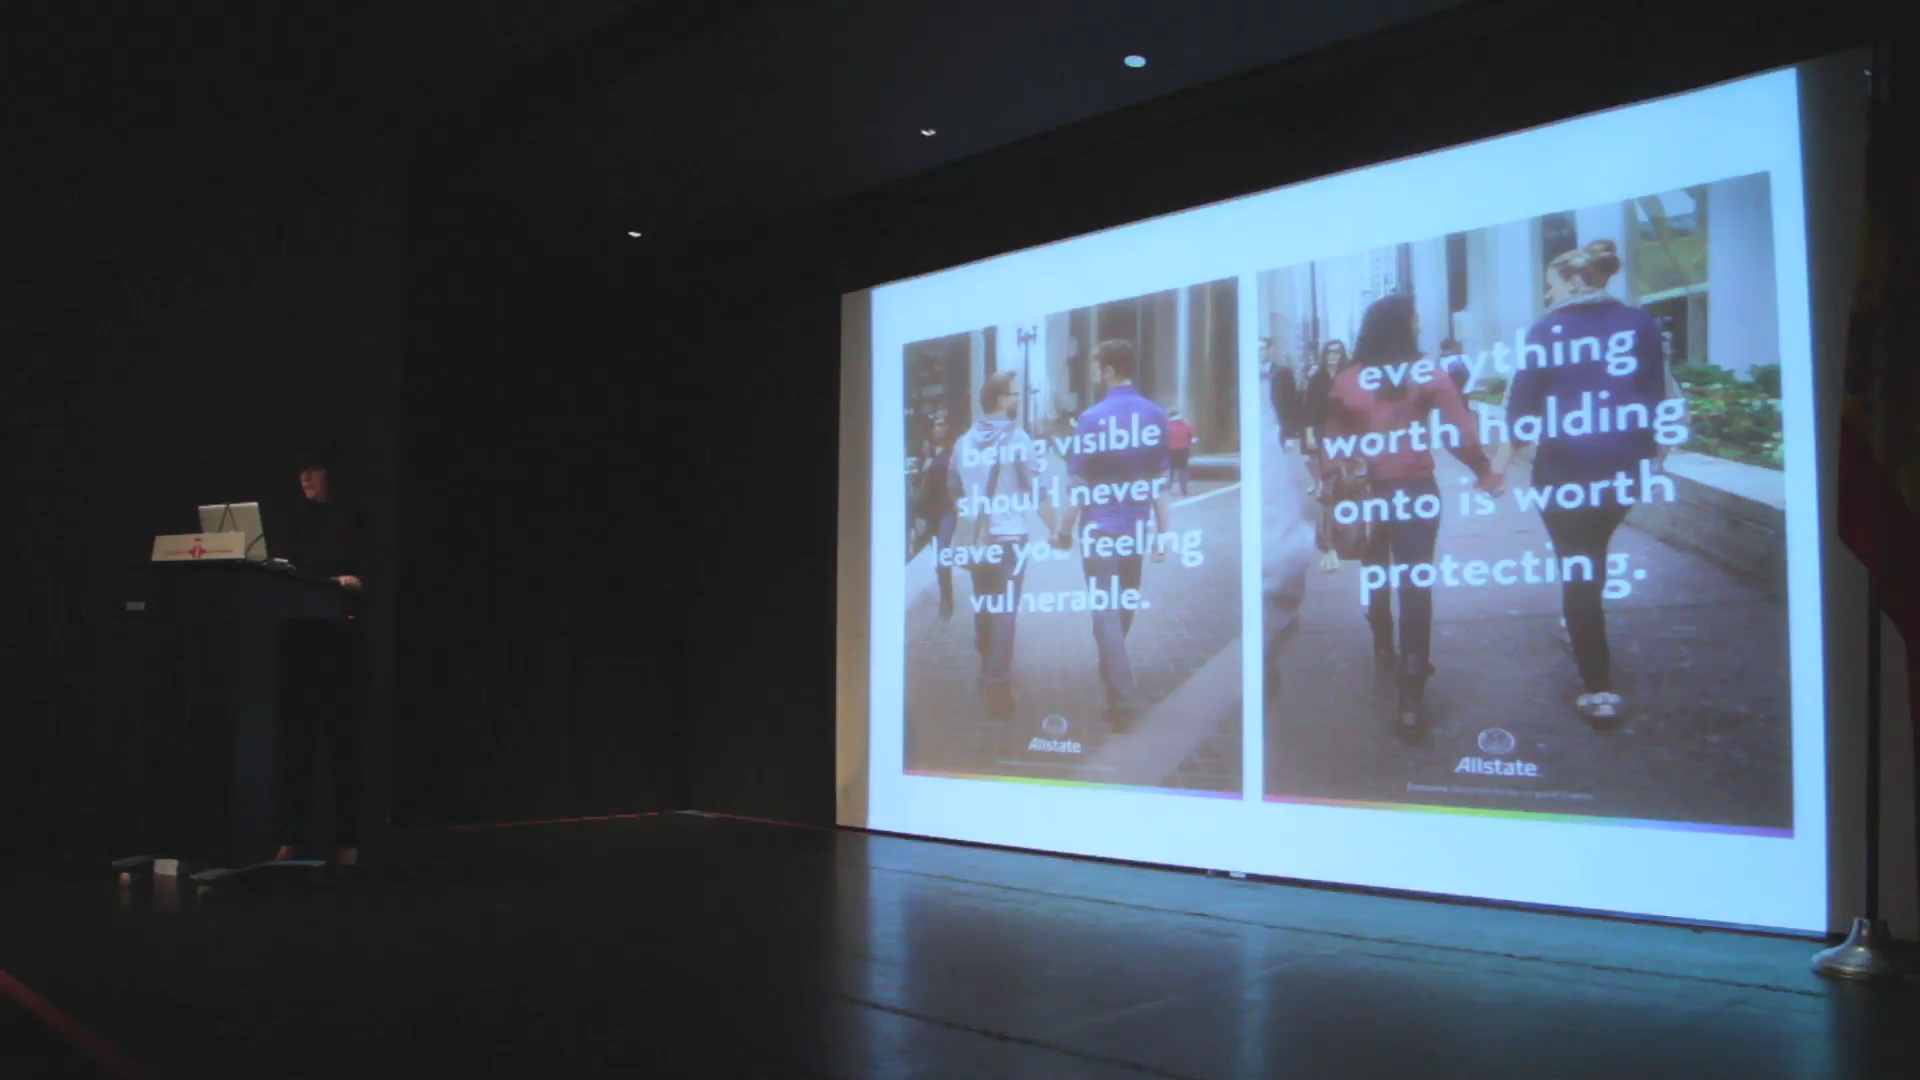 being visible
should never
leave you feeling
vulnerable.
Allstate
everything
worth holding
onto is worth
protecting.
Allstate